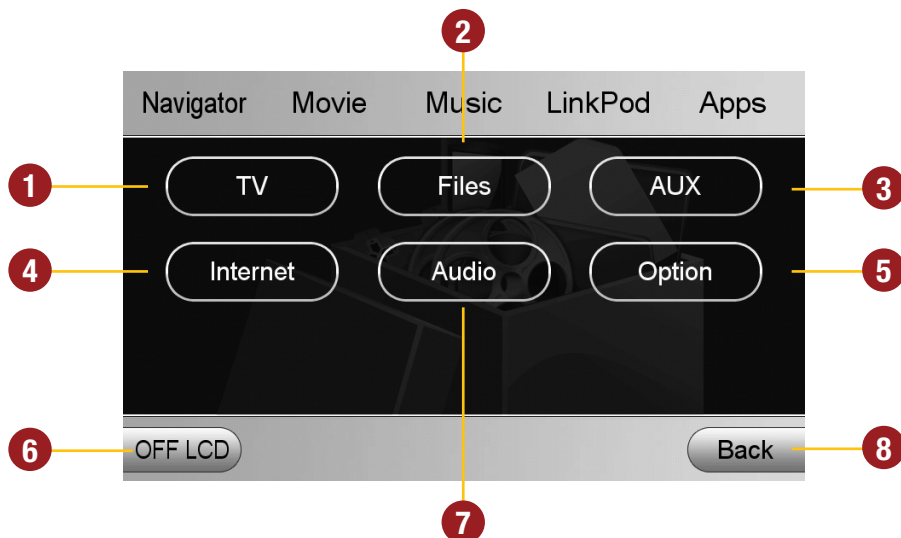 2
Navigator Movie Music LinkPod Apps
1 TV Files AUX 3
4 Internet Audio Option 5
6 OFF LCD Back 8
7